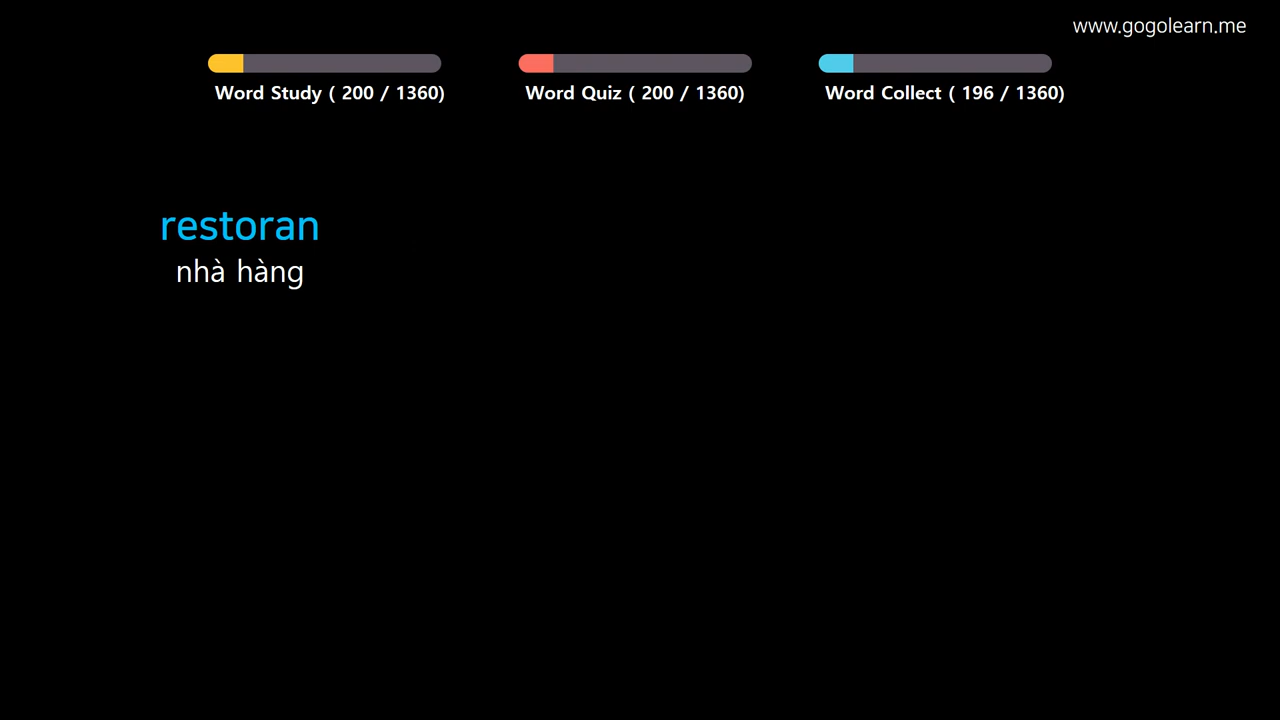 www.gogolearn.me
Word Study ( 200 / 1360)
Word Quiz ( 200 / 1360)
Word Collect ( 196 / 1360)
restoran
nhà hàng